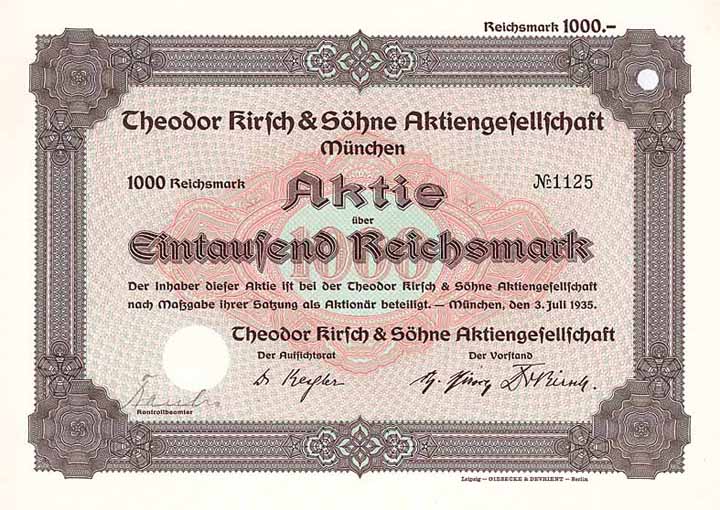 Reichsmark 1000.-
Theodor Kirsch & Söhne Aktiengesellschaft
München
1000 Reichsmark
Aktie
№ 1125
über
1000
Eintausend Reichsmark
Der Inhaber dieser Aktie ist bei der Theodor Kirsch & Söhne Aktiengesellschaft
nach Maßgabe ihrer Satzung als Aktionär beteiligt. — München, den 3. Juli 1935.
Theodor Kirsch & Söhne Aktiengesellschaft
Der Aufsichtsrat
Der Vorstand
Kontrollbeamter
Leipzig — GIESECKE & DEVRIENT — Berlin